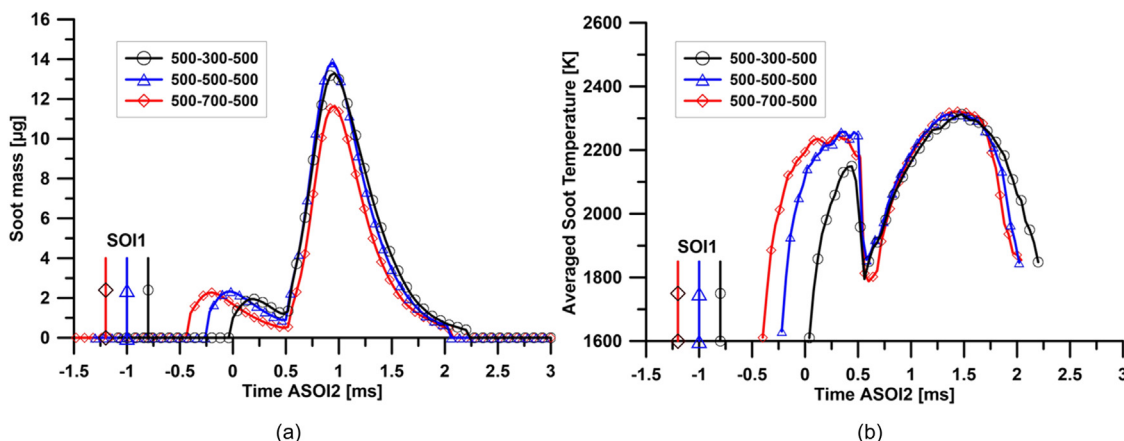 16
14
12
10
8
6
4
2
0
Soot mass [µg]
500-300-500
500-500-500
500-700-500
SOI1
-1.5 -1 -0.5 0 0.5 1 1.5 2 2.5 3
Time ASOI2 [ms]
(a)
2600
2400
2200
2000
1800
1600
Averaged Soot Temperature [K]
500-300-500
500-500-500
500-700-500
SOI1
-1.5 -1 -0.5 0 0.5 1 1.5 2 2.5 3
Time ASOI2 [ms]
(b)